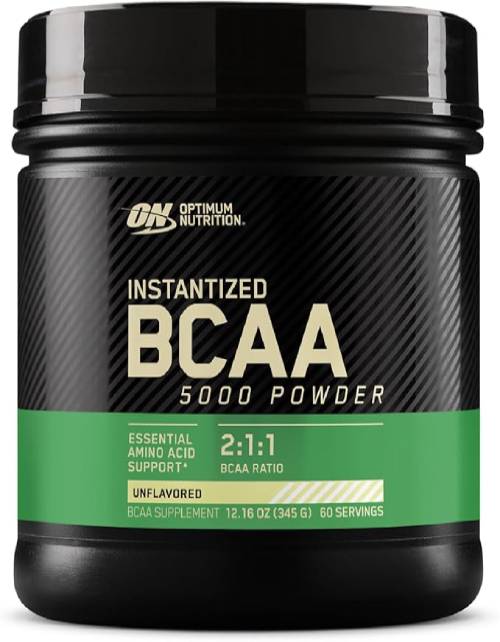 ON OPTIMUM
NUTRITION.
INSTANTIZED
BCAA
5000 POWDER
ESSENTIAL
AMINO ACID
SUPPORT*
2:1:1
BCAA RATIO
UNFLAVORED
BCAA SUPPLEMENT 12.16 OZ (345 G) 60 SERVINGS